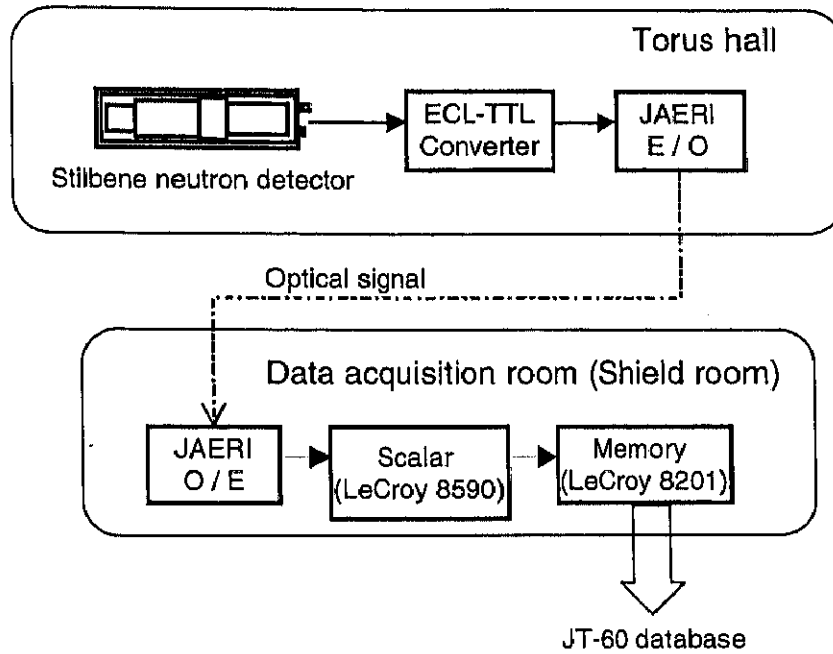 Torus hall
Stilbene neutron detector
ECL-TTL
Converter
JAERI
E / O
Optical signal
Data acquisition room (Shield room)
JAERI
O / E
Scalar
(LeCroy 8590)
Memory
(LeCroy 8201)
JT-60 database